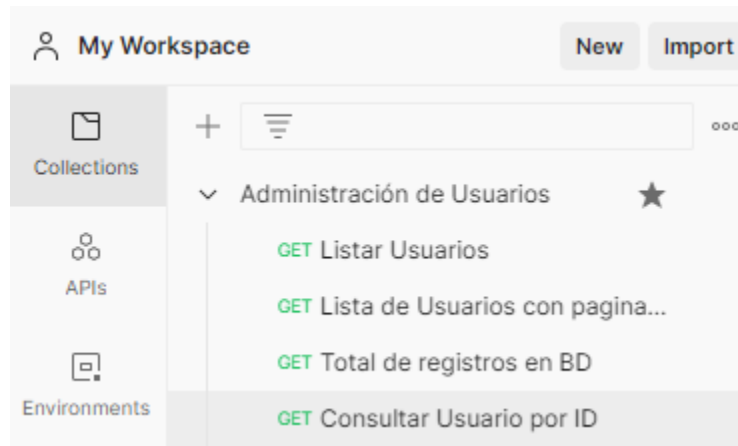 My Workspace
New
Import
Collections
Administración de Usuarios
GET Listar Usuarios
APIs
GET Lista de Usuarios con pagina...
GET Total de registros en BD
Environments
GET Consultar Usuario por ID